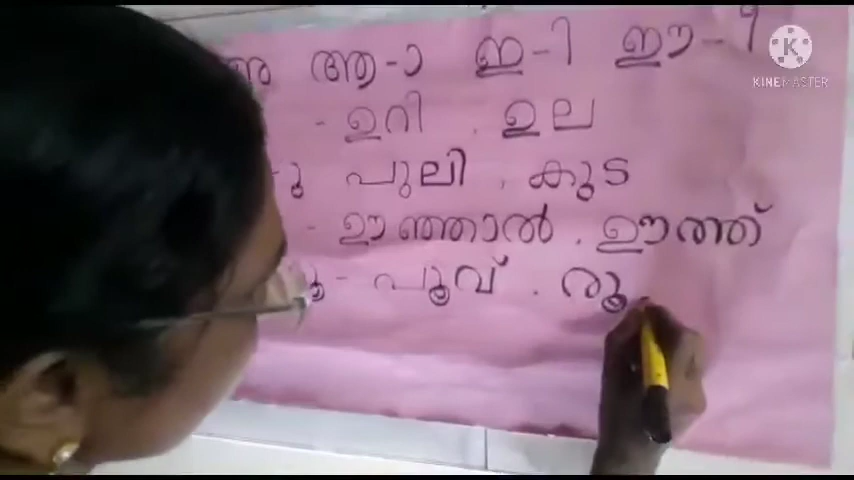 അ ആ-ാ ഇ-ി ഈ-ീ
- ഉറി . ഉല
ു പുലി . കുട
- ഊഞ്ഞാൽ . ഊത്ത്
ൂ - പൂവ് . രൂ
KINEMASTER